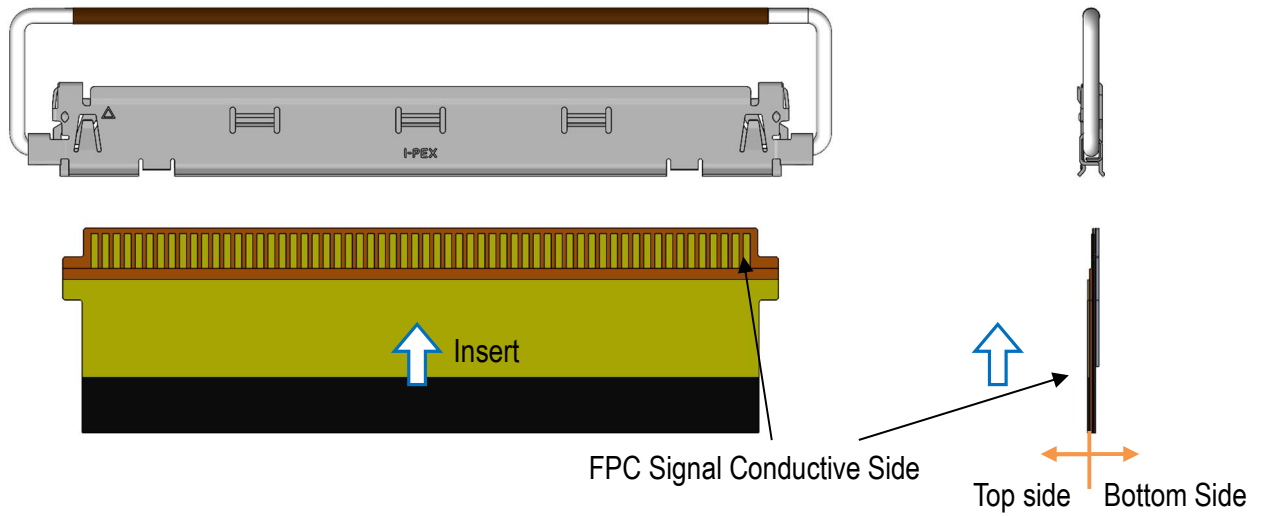 I-PEX
Insert
FPC Signal Conductive Side
Top side
Bottom Side